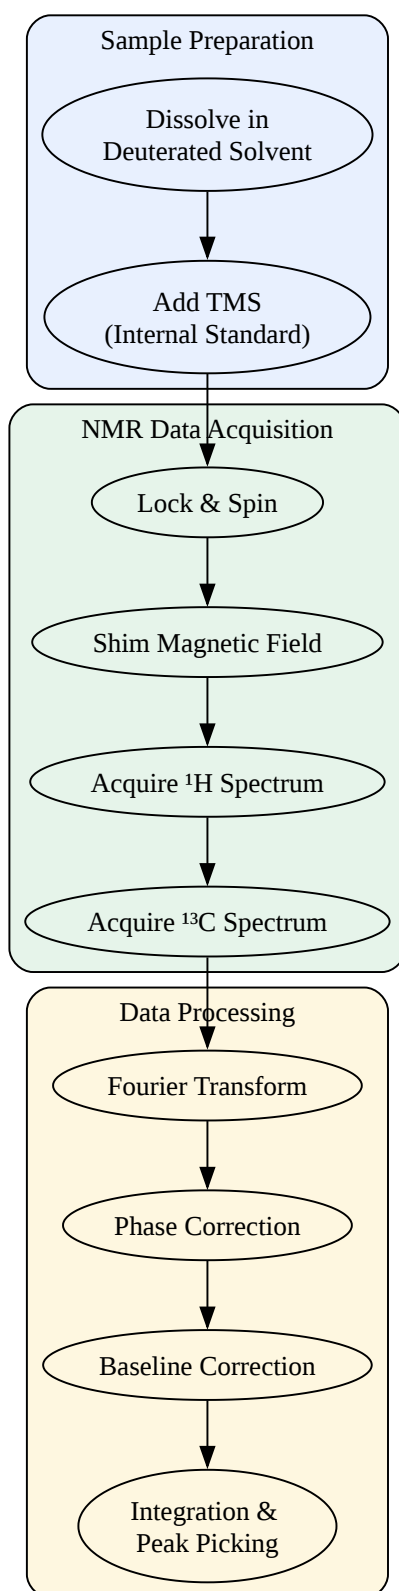 Sample Preparation
Dissolve in
Deuterated Solvent
Add TMS
(Internal Standard)
NMR Data Acquisition
Lock & Spin
Shim Magnetic Field
Acquire ¹H Spectrum
Acquire ¹³C Spectrum
Data Processing
Fourier Transform
Phase Correction
Baseline Correction
Integration &
Peak Picking